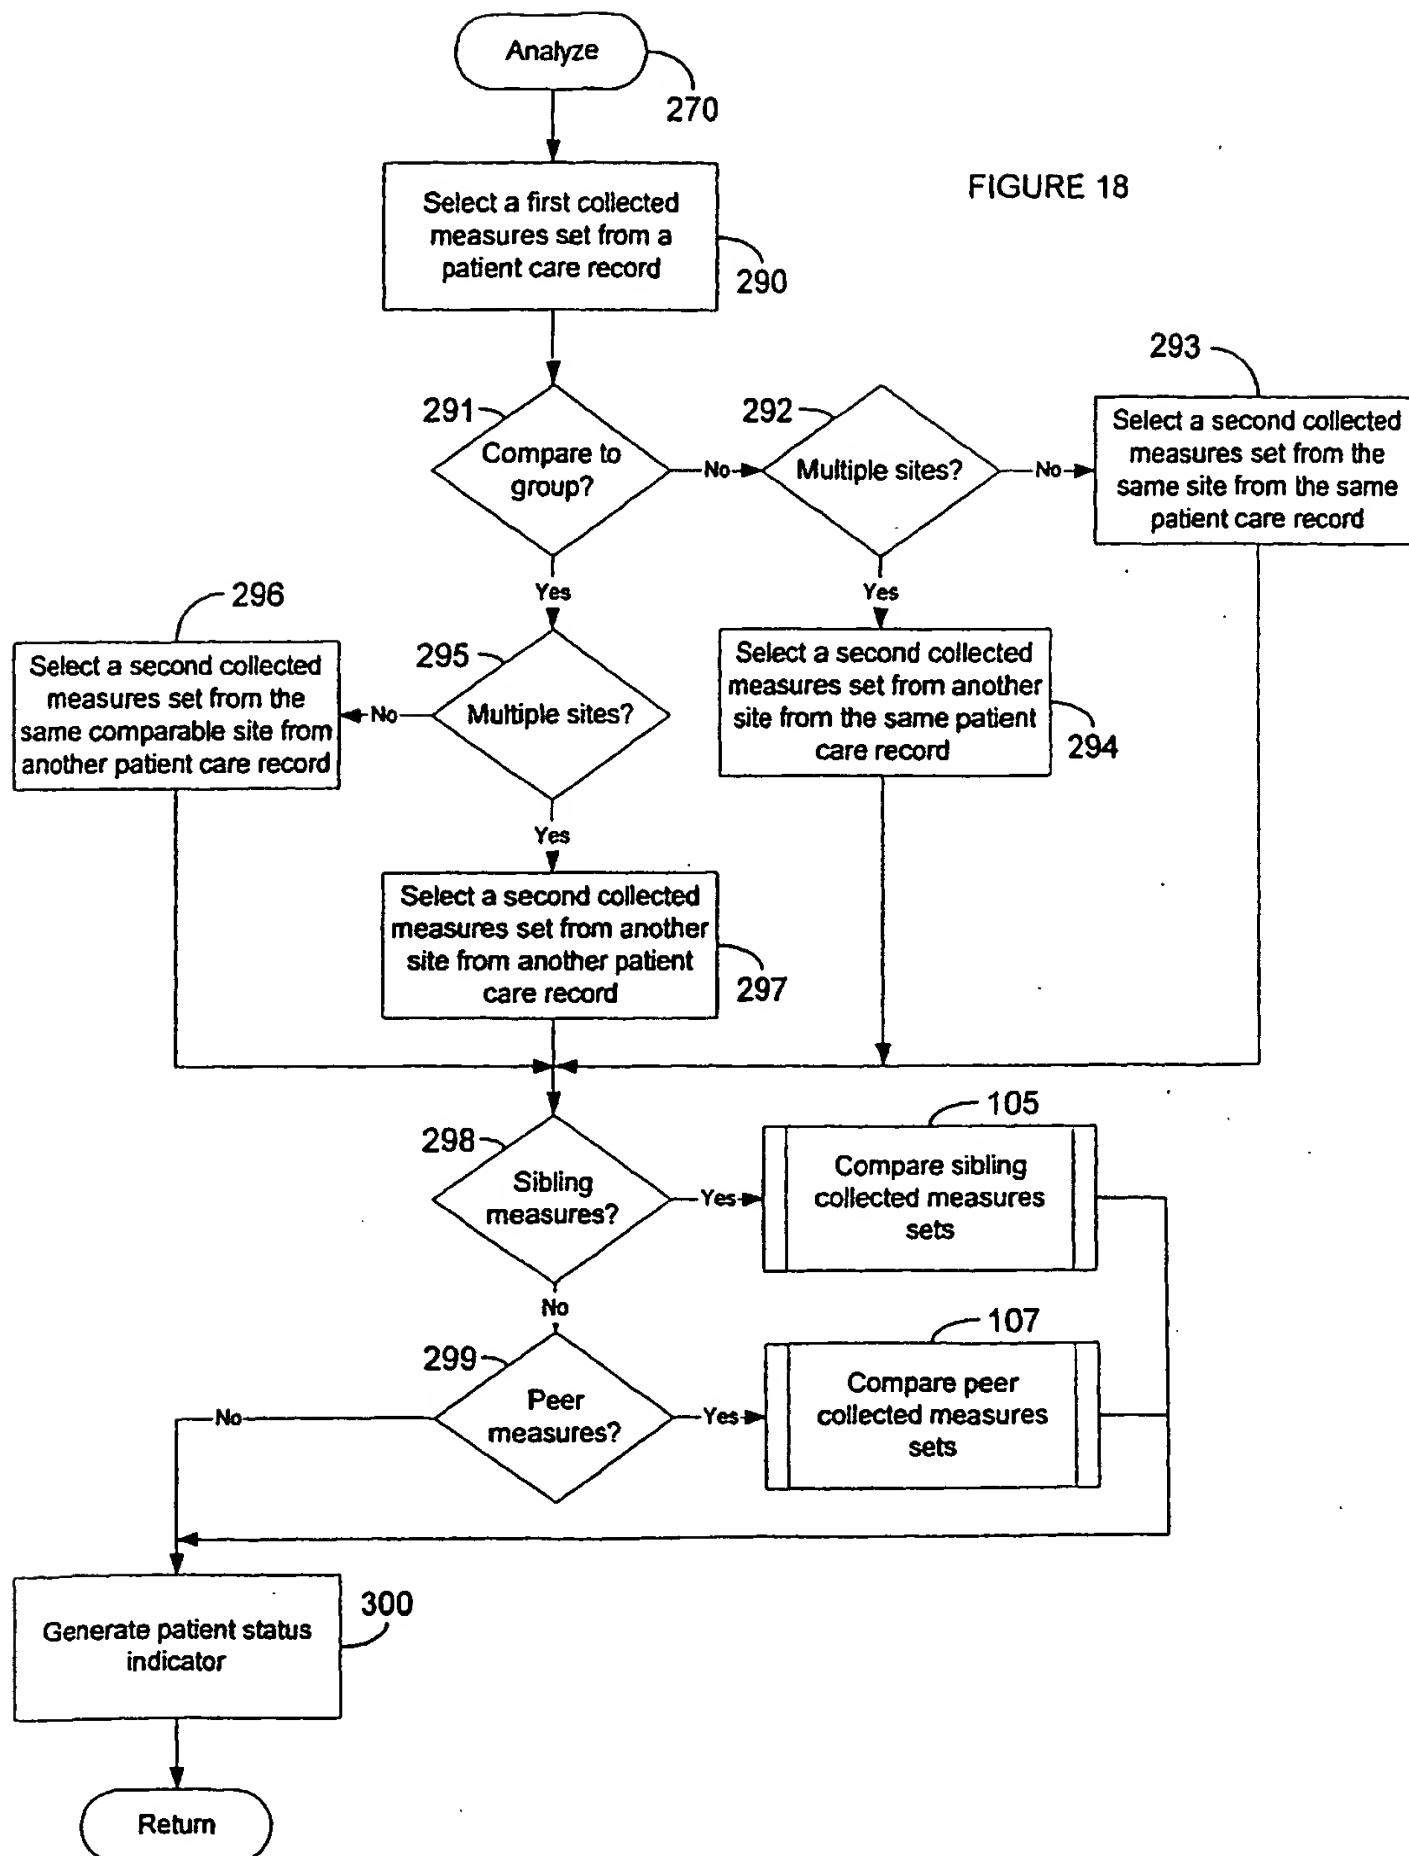 Analyze
270
FIGURE 18
Select a first collected
measures set from a
patient care record
290
293
291
Compare to
group?
No
292
Multiple sites?
No
Select a second collected
measures set from the
same site from the same
patient care record
Yes
Yes
296
Select a second collected
measures set from the
same comparable site from
another patient care record
No
295
Multiple sites?
Select a second collected
measures set from another
site from the same patient
care record
294
Yes
Select a second collected
measures set from another
site from another patient
care record
297
298
Sibling
measures?
Yes
105
Compare sibling
collected measures
sets
No
299
Peer
measures?
No
Yes
107
Compare peer
collected measures
sets
Generate patient status
indicator
300
Return